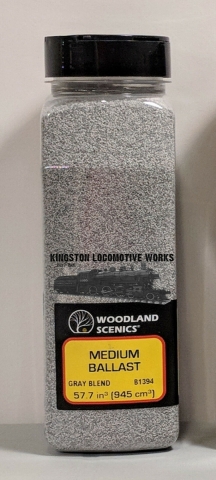 KINGSTON LOCOMOTIVE WORKS
WOODLAND
SCENICS®
MEDIUM
BALLAST
GRAY BLEND B1394
57.7 in³ (945 cm³)